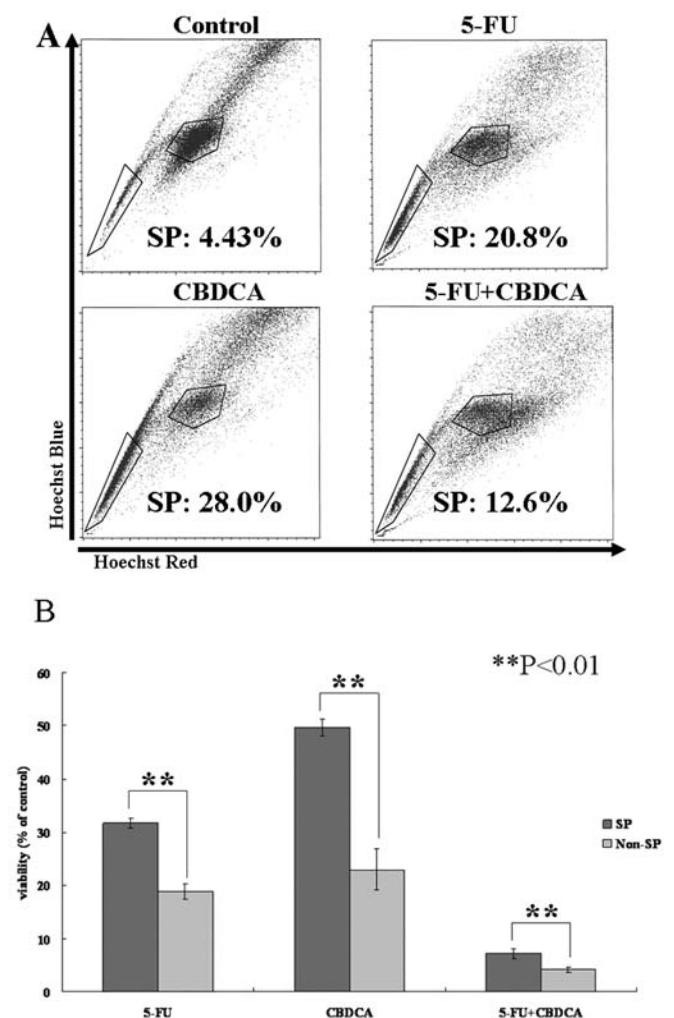 A
Control
5-FU
SP: 4.43%
SP: 20.8%
CBDCA
5-FU+CBDCA
SP: 28.0%
SP: 12.6%
Hoechst Blue
Hoechst Red
B
**P<0.01
60
50
40
30
20
10
0
viability (% of control)
**
**
**
SP
Non-SP
5-FU
CBDCA
5-FU+CBDCA